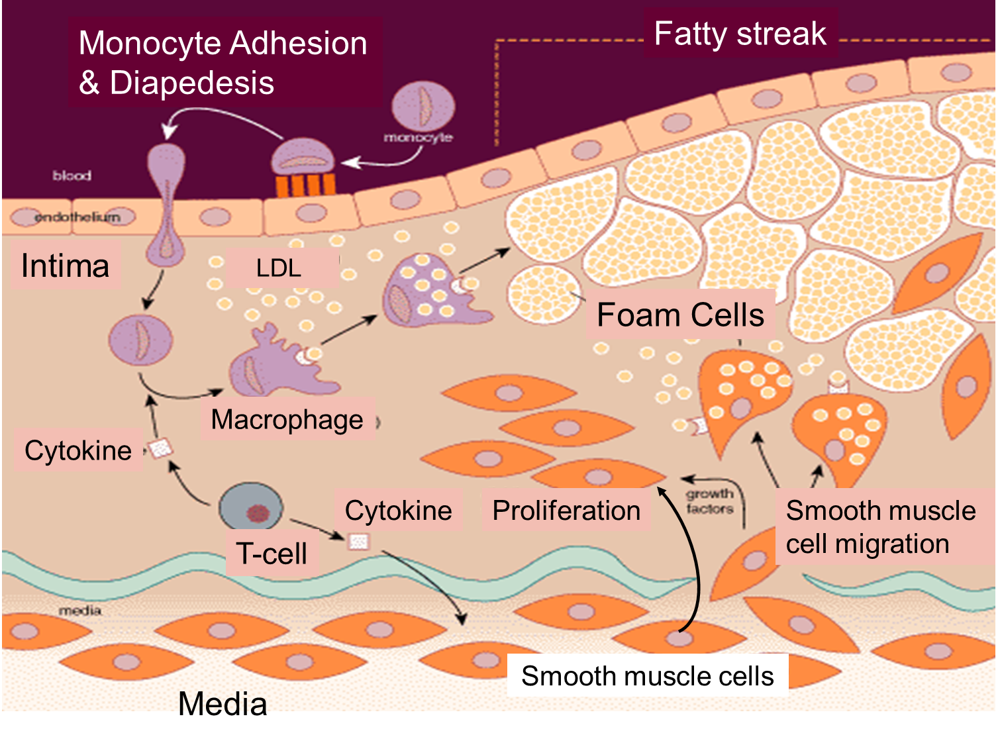 Monocyte Adhesion
& Diapedesis
Fatty streak
monocyte
blood
endothelium
Intima
LDL
Foam Cells
Macrophage
Cytokine
Cytokine
Proliferation
growth
factors
Smooth muscle
cell migration
T-cell
media
Smooth muscle cells
Media